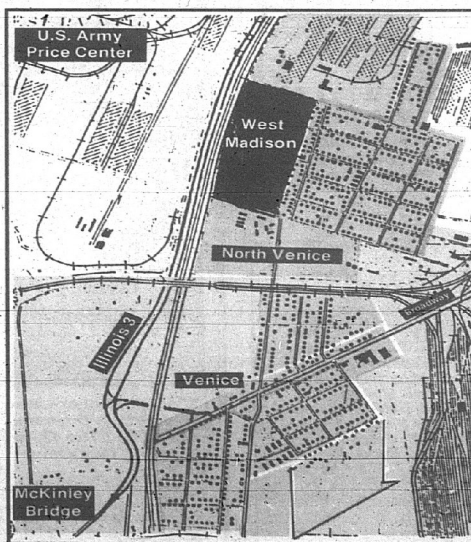 U.S. Army
Price Center
West
Madison
North Venice
Broadway
Illinois 3
Venice
McKinley
Bridge